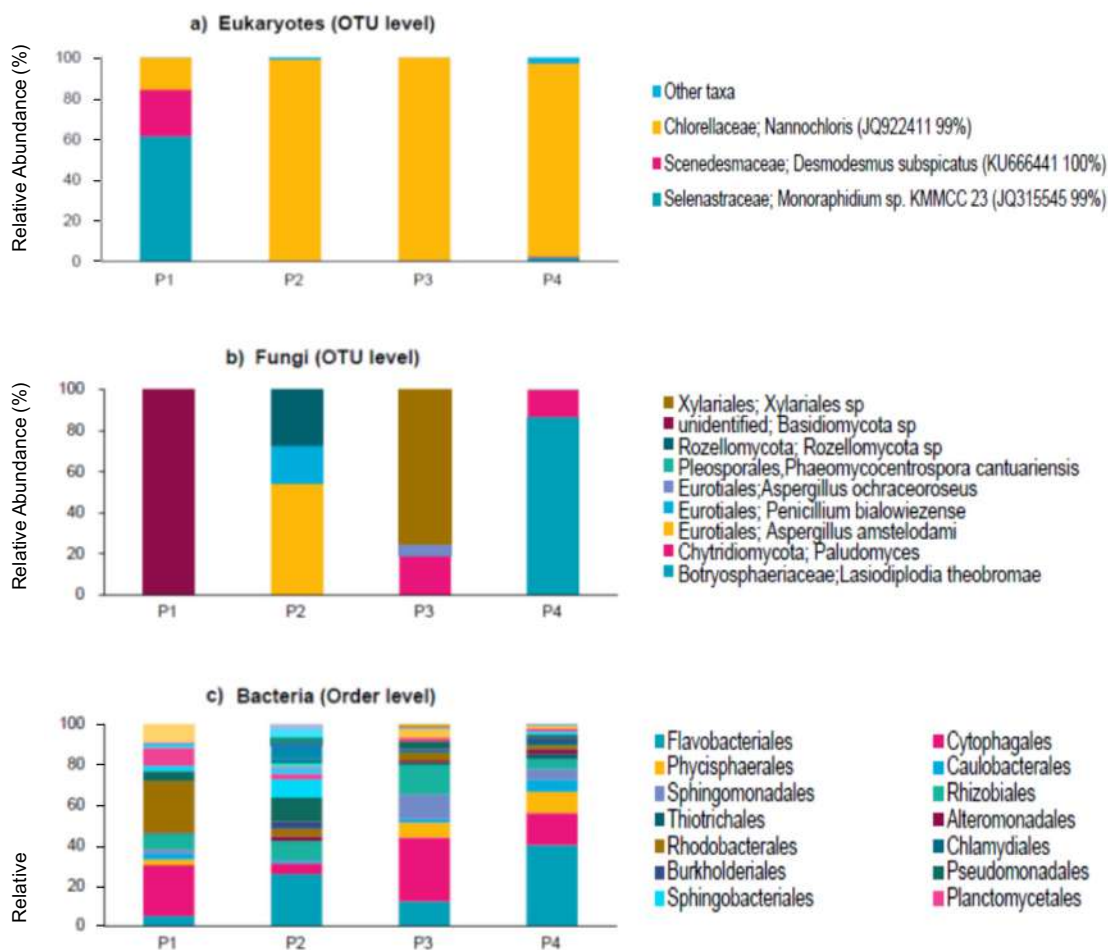 a) Eukaryotes (OTU level)
Relative Abundance (%)
100
80
60
40
20
0
P1 P2 P3 P4
Other taxa
Chlorellaceae; Nannochloris (JQ922411 99%)
Scenedesmaceae; Desmodesmus subspicatus (KU666441 100%)
Selenastraceae; Monoraphidium sp. KMMCC 23 (JQ315545 99%)
b) Fungi (OTU level)
Relative Abundance (%)
100
80
60
40
20
0
P1 P2 P3 P4
Xylariales; Xylariales sp
unidentified; Basidiomycota sp
Rozellomycota; Rozellomycota sp
Pleosporales,Phaeomycocentrospora cantuariensis
Eurotiales;Aspergillus ochraceoroseus
Eurotiales; Penicillium bialowiezense
Eurotiales; Aspergillus amstelodami
Chytridiomycota; Paludomyces
Botryosphaeriaceae;Lasiodiplodia theobromae
c) Bacteria (Order level)
Relative
100
80
60
40
20
0
P1 P2 P3 P4
Flavobacteriales Cytophagales
Phycisphaerales Caulobacterales
Sphingomonadales Rhizobiales
Thiotrichales Alteromonadales
Rhodobacterales Chlamydiales
Burkholderiales Pseudomonadales
Sphingobacteriales Planctomycetales